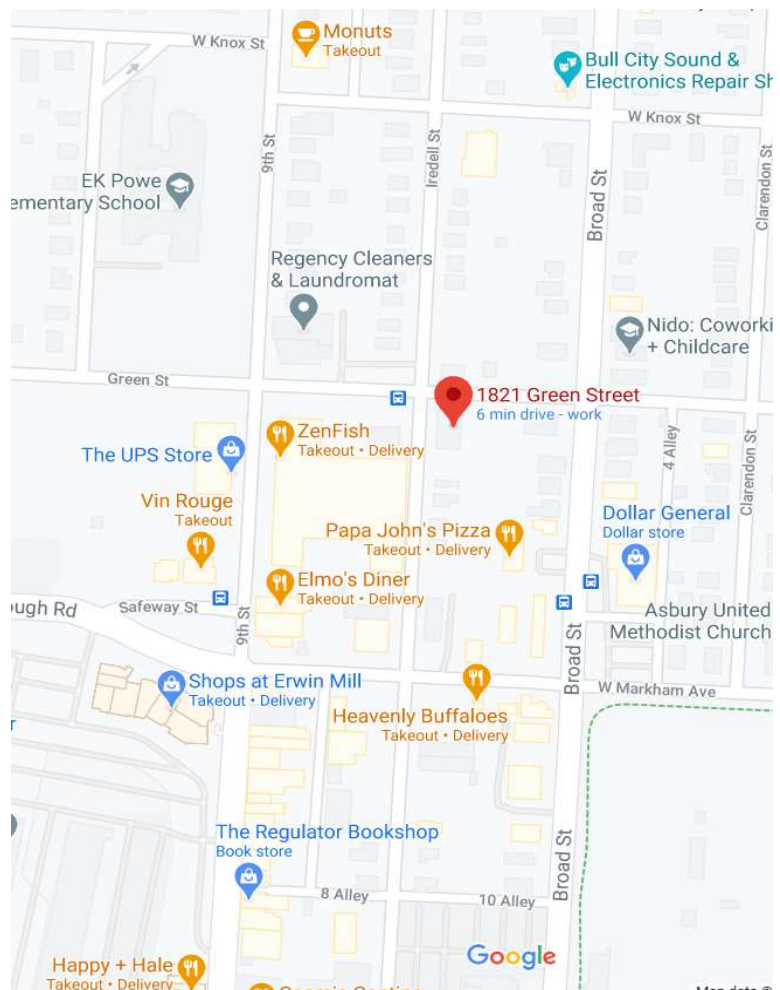 W Knox St
Monuts
Takeout
Bull City Sound &
Electronics Repair Sh
W Knox St
9th St
Iredell St
Broad St
Clarendon St
EK Powe
ementary School
Regency Cleaners
& Laundromat
Nido: Coworki
+ Childcare
Green St
1821 Green Street
6 min drive - work
ZenFish
Takeout • Delivery
The UPS Store
4 Alley
Clarendon St
Vin Rouge
Takeout
Papa John's Pizza
Takeout • Delivery
Dollar General
Dollar store
Elmo's Diner
Takeout • Delivery
ough Rd
Safeway St
9th St
Asbury United
Methodist Church
Broad St
Shops at Erwin Mill
Takeout • Delivery
W Markham Ave
r
Heavenly Buffaloes
Takeout • Delivery
The Regulator Bookshop
Book store
Broad St
8 Alley
10 Alley
Google
Happy + Hale
Takeout • Delivery